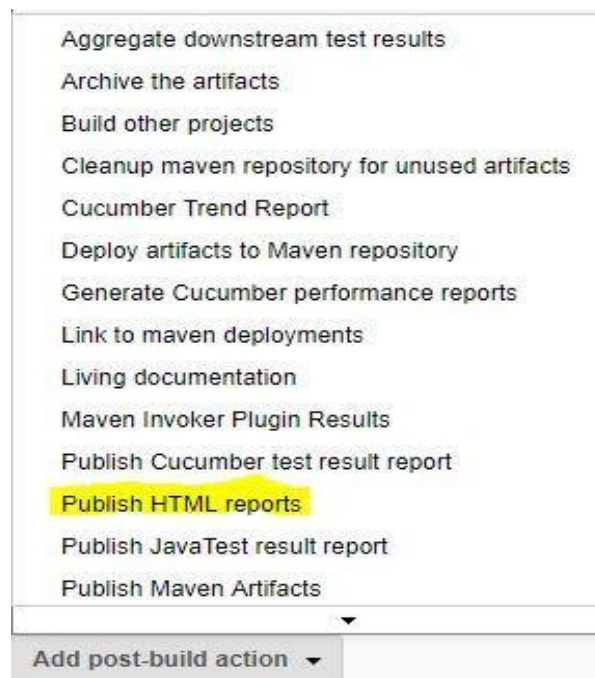 Aggregate downstream test results
Archive the artifacts
Build other projects
Cleanup maven repository for unused artifacts
Cucumber Trend Report
Deploy artifacts to Maven repository
Generate Cucumber performance reports
Link to maven deployments
Living documentation
Maven Invoker Plugin Results
Publish Cucumber test result report
Publish HTML reports
Publish JavaTest result report
Publish Maven Artifacts
Add post-build action